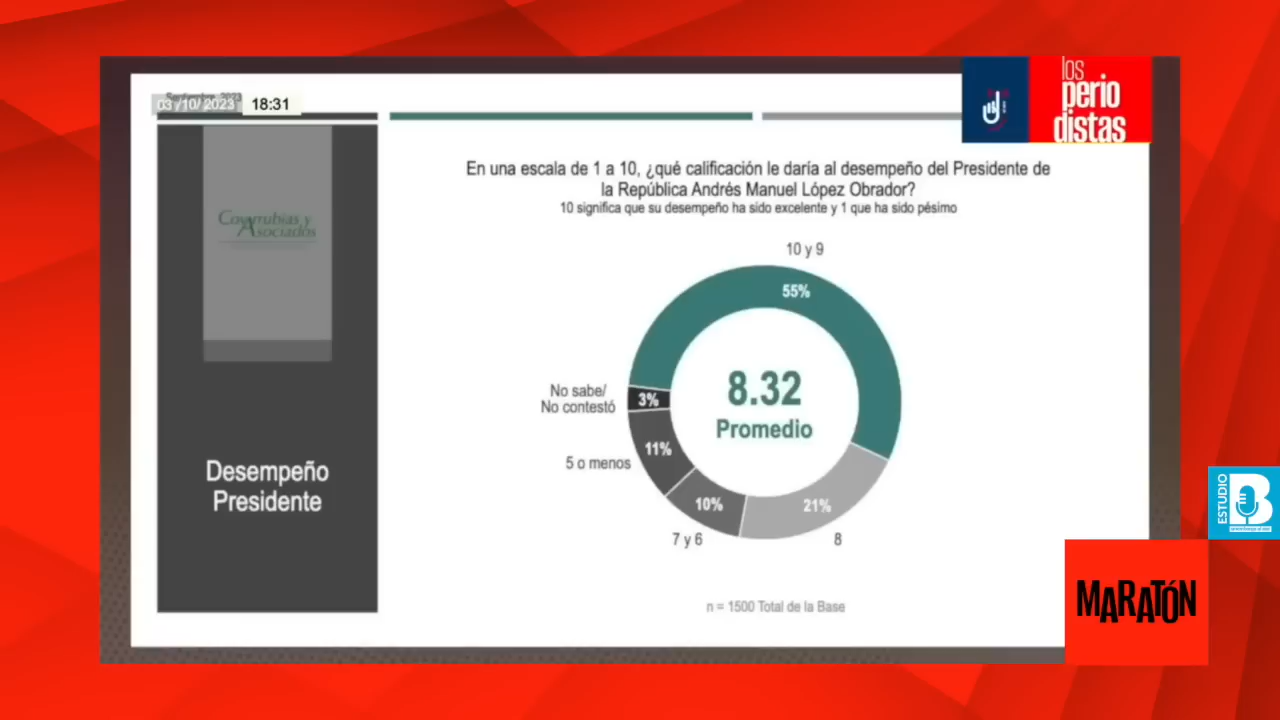 Septiembre, 2023
03 /10/ 2023 18:31
los
perio
distas
Covarrubias y
Asociados
Desempeño
Presidente
En una escala de 1 a 10, ¿qué calificación le daría al desempeño del Presidente de
la República Andrés Manuel López Obrador?
10 significa que su desempeño ha sido excelente y 1 que ha sido pésimo
10 y 9
55%
No sabe/
No contestó
3%
8.32
Promedio
11%
5 o menos
10%
21%
7 y 6
8
n = 1500 Total de la Base
ESTUDIO
B
MARATÓN